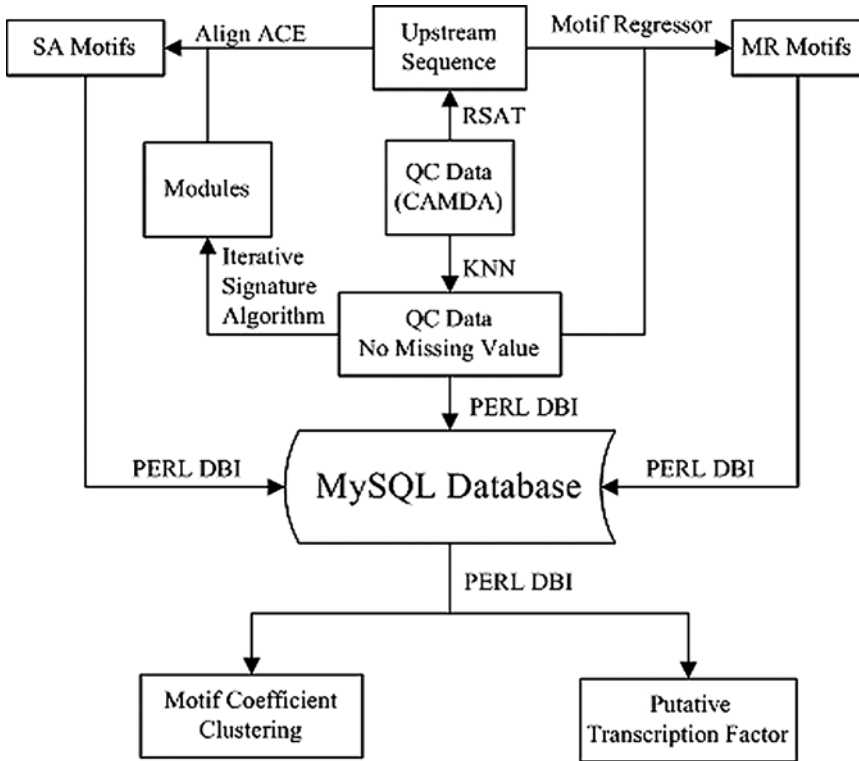 SA Motifs
Align ACE
Upstream
Sequence
Motif Regressor
MR Motifs
RSAT
Modules
QC Data
(CAMDA)
Iterative
Signature
Algorithm
KNN
QC Data
No Missing Value
PERL DBI
PERL DBI
MySQL Database
PERL DBI
PERL DBI
Motif Coefficient
Clustering
Putative
Transcription Factor